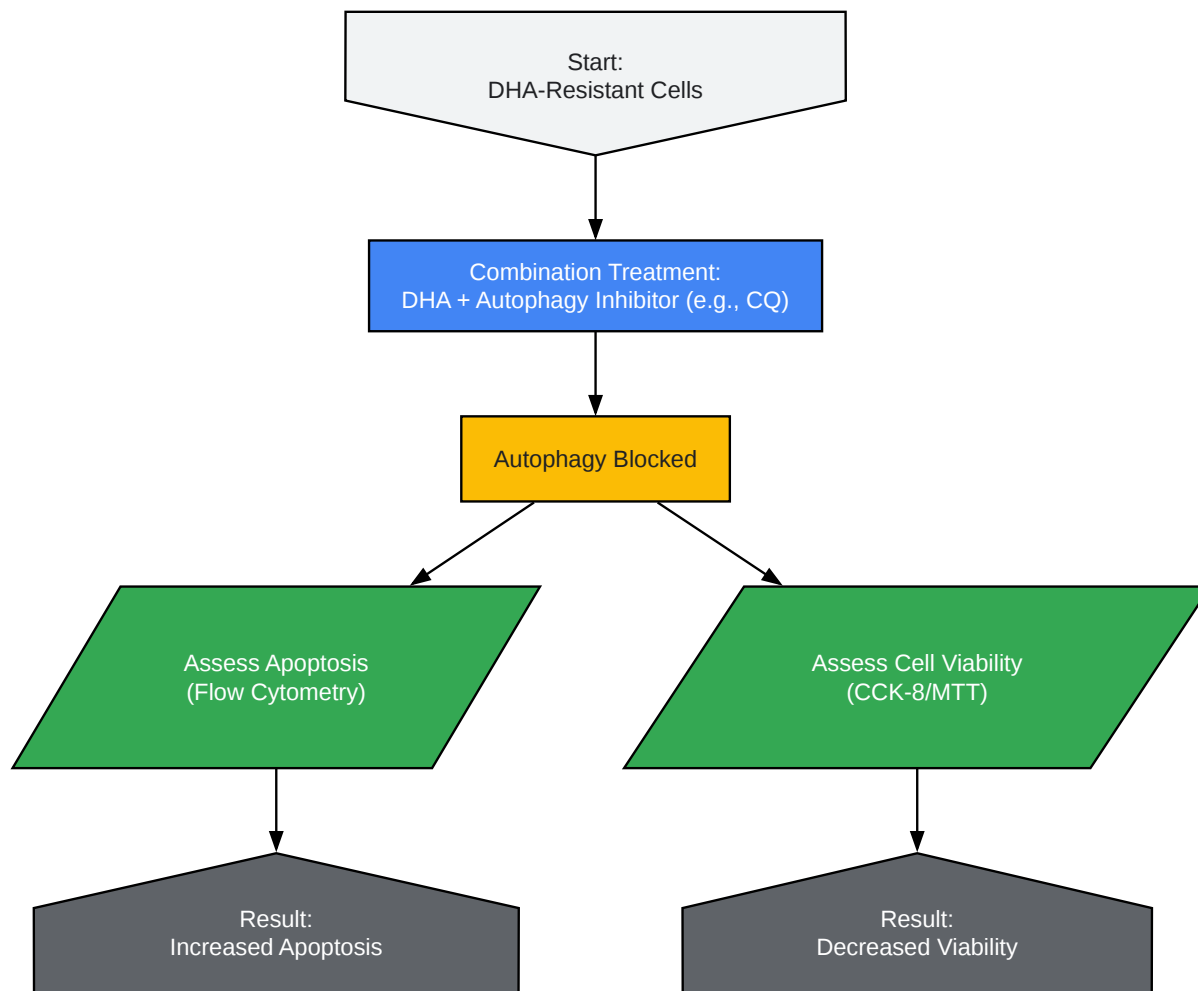 Start:
DHA-Resistant Cells
Combination Treatment:
DHA + Autophagy Inhibitor (e.g., CQ)
Autophagy Blocked
Assess Apoptosis
(Flow Cytometry)
Assess Cell Viability
(CCK-8/MTT)
Result:
Increased Apoptosis
Result:
Decreased Viability